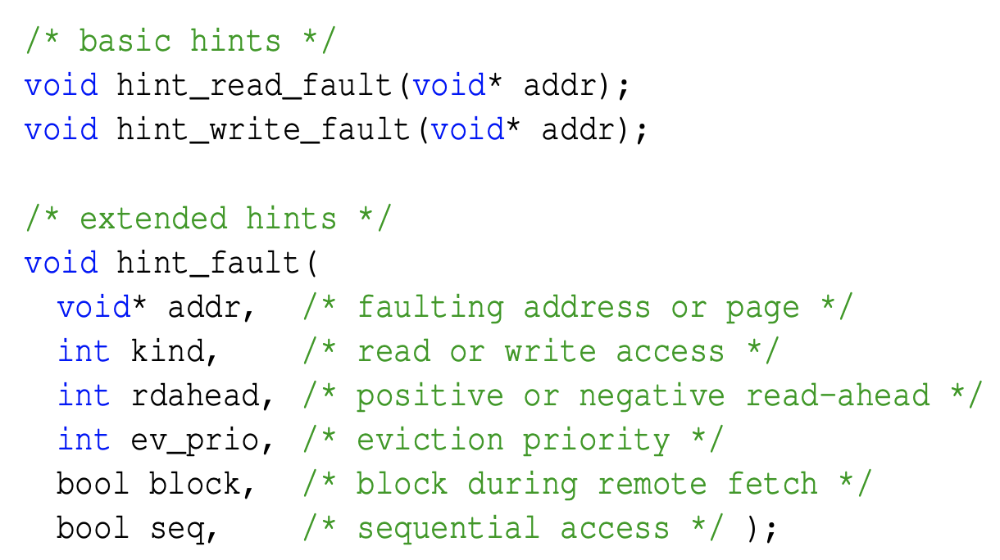 /* basic hints */
void hint_read_fault(void* addr);
void hint_write_fault(void* addr);

/* extended hints */
void hint_fault(
  void* addr,  /* faulting address or page */
  int kind,    /* read or write access */
  int rdahead, /* positive or negative read-ahead */
  int ev_prio, /* eviction priority */
  bool block,  /* block during remote fetch */
  bool seq,    /* sequential access */ );